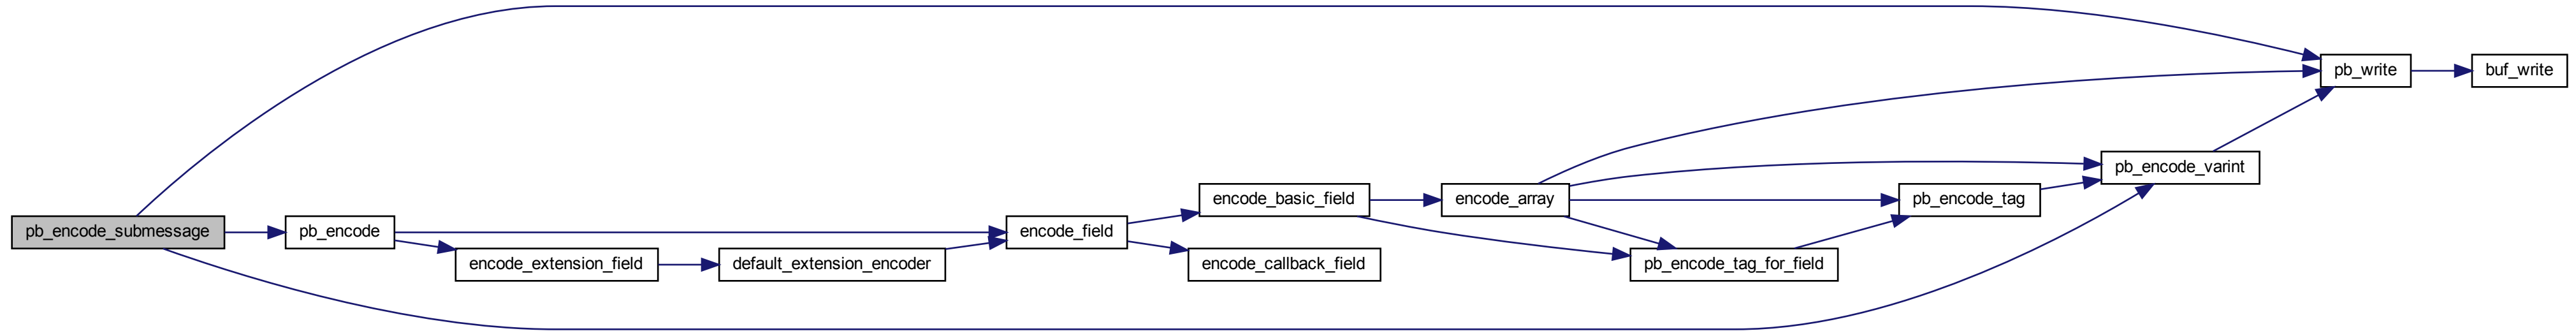 pb_encode_submessage
pb_encode
encode_extension_field
default_extension_encoder
encode_field
encode_basic_field
encode_callback_field
encode_array
pb_encode_tag_for_field
pb_encode_tag
pb_encode_varint
pb_write
buf_write